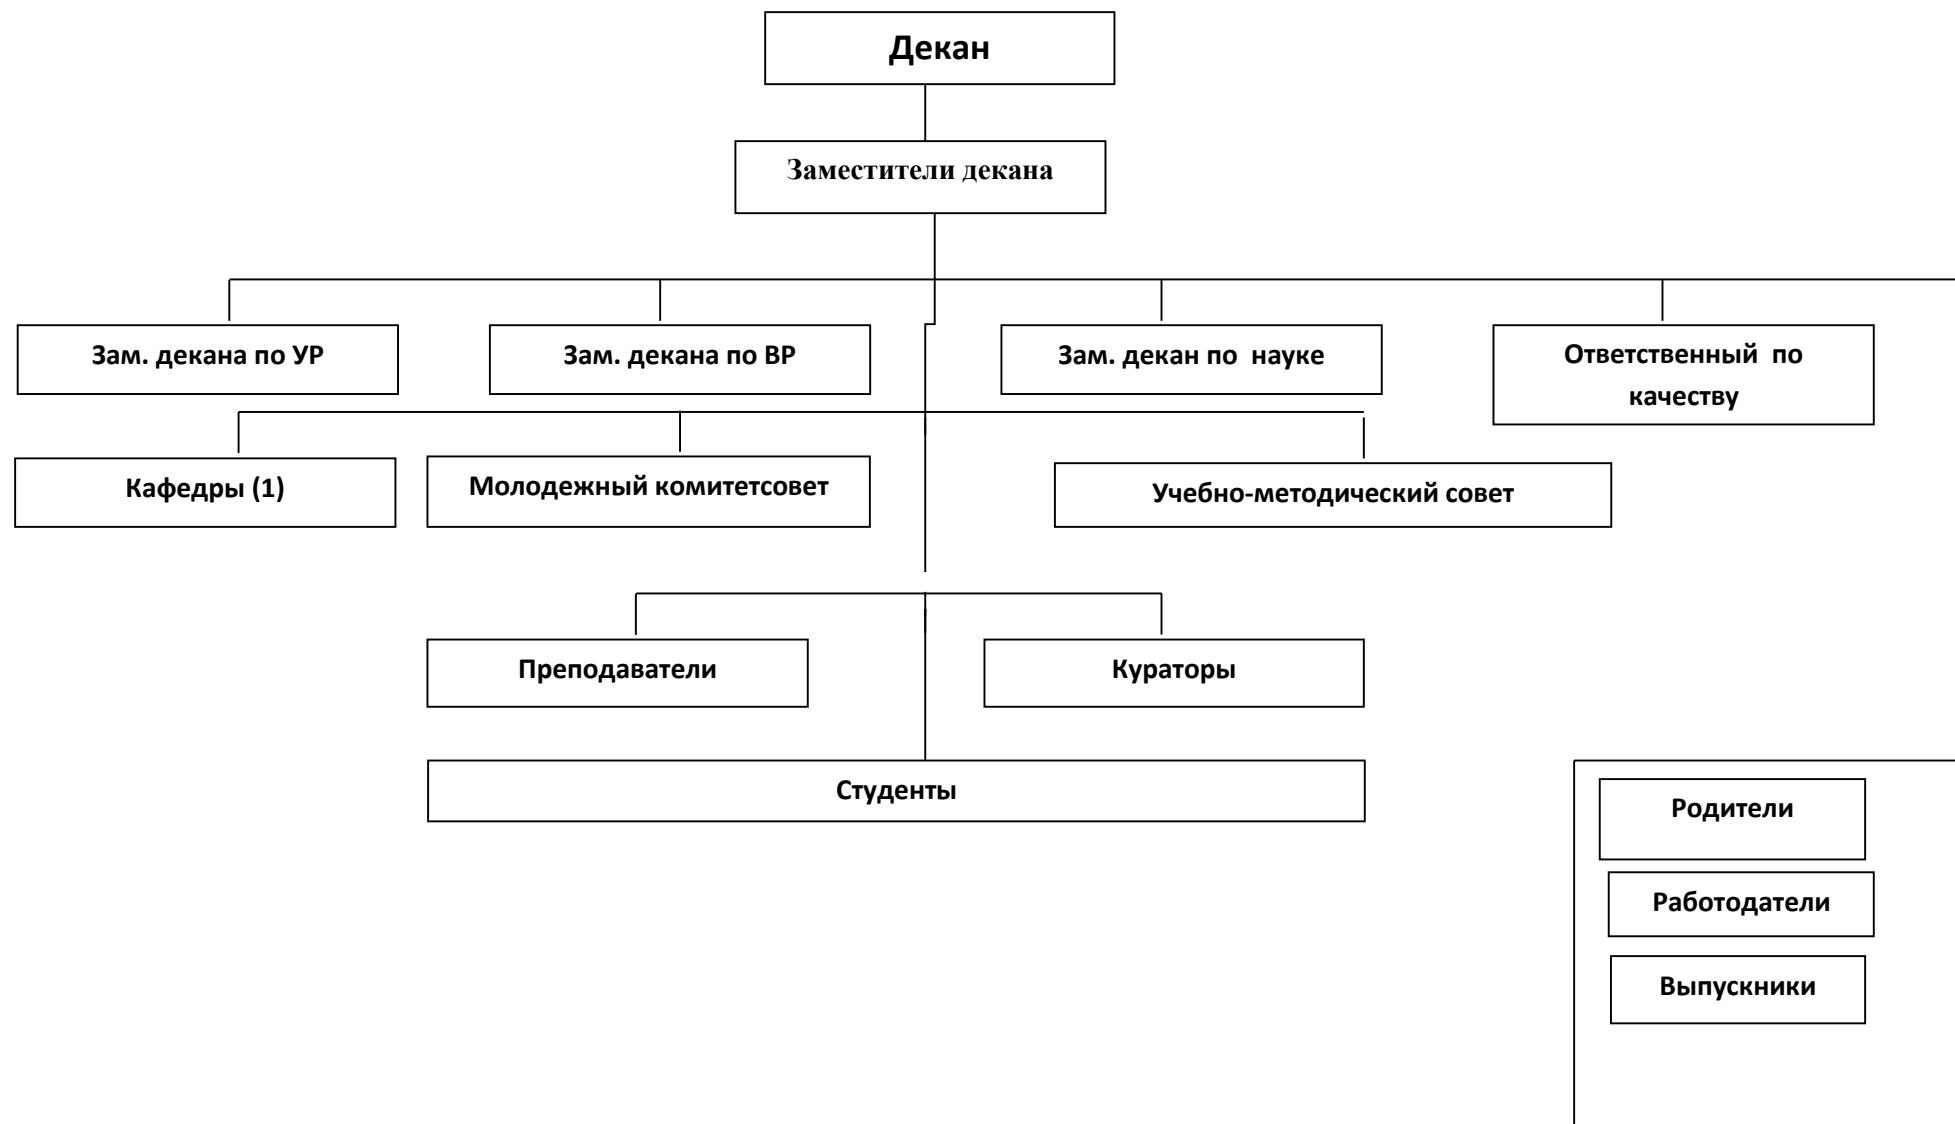 Декан
Заместители декана
Зам. декана по УР
Зам. декана по ВР
Зам. декан по  науке
Ответственный  по
качеству
Кафедры (1)
Молодежный комитетсовет
Учебно-методический совет
Преподаватели
Кураторы
Студенты
Родители
Работодатели
Выпускники